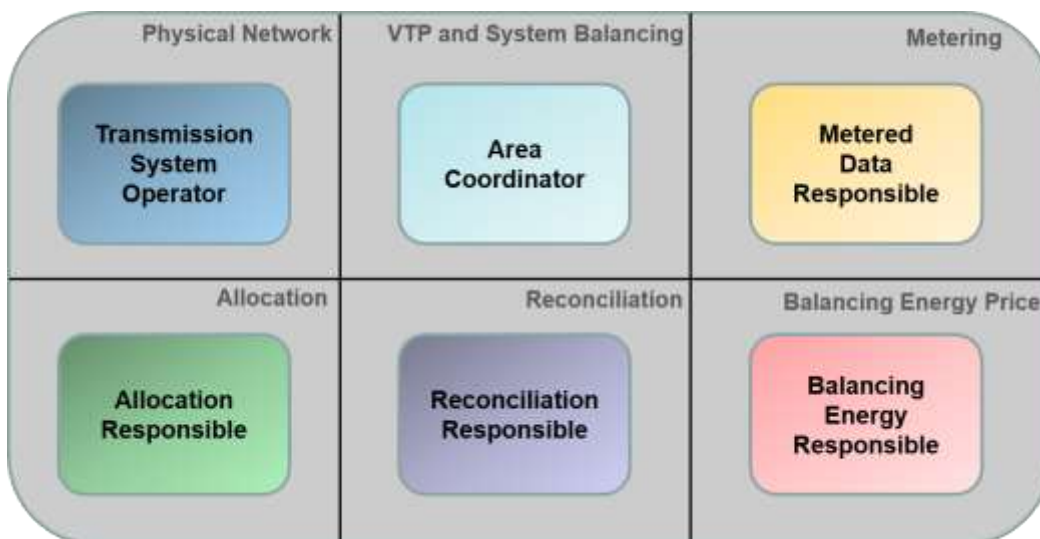 Physical Network
VTP and System Balancing
Metering
Transmission
System
Operator
Area
Coordinator
Metered
Data
Responsible
Allocation
Reconciliation
Balancing Energy Price
Allocation
Responsible
Reconciliation
Responsible
Balancing
Energy
Responsible